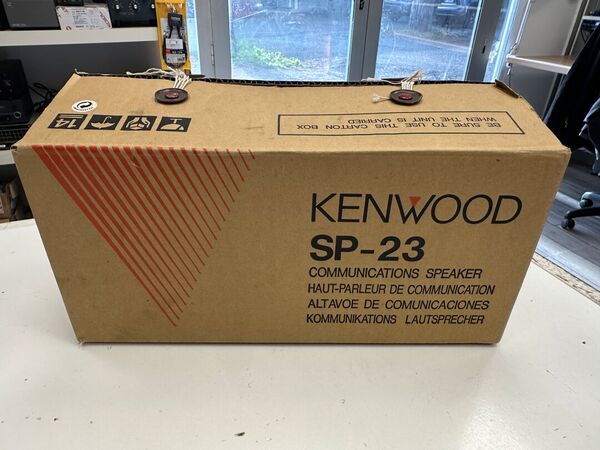 14
BE SURE TO USE THIS CARTON BOX
WHEN THE UNIT IS CARRIED
KENWOOD
SP-23
COMMUNICATIONS SPEAKER
HAUT-PARLEUR DE COMMUNICATION
ALTAVOE DE COMUNICACIONES
KOMMUNIKATIONS LAUTSPRECHER